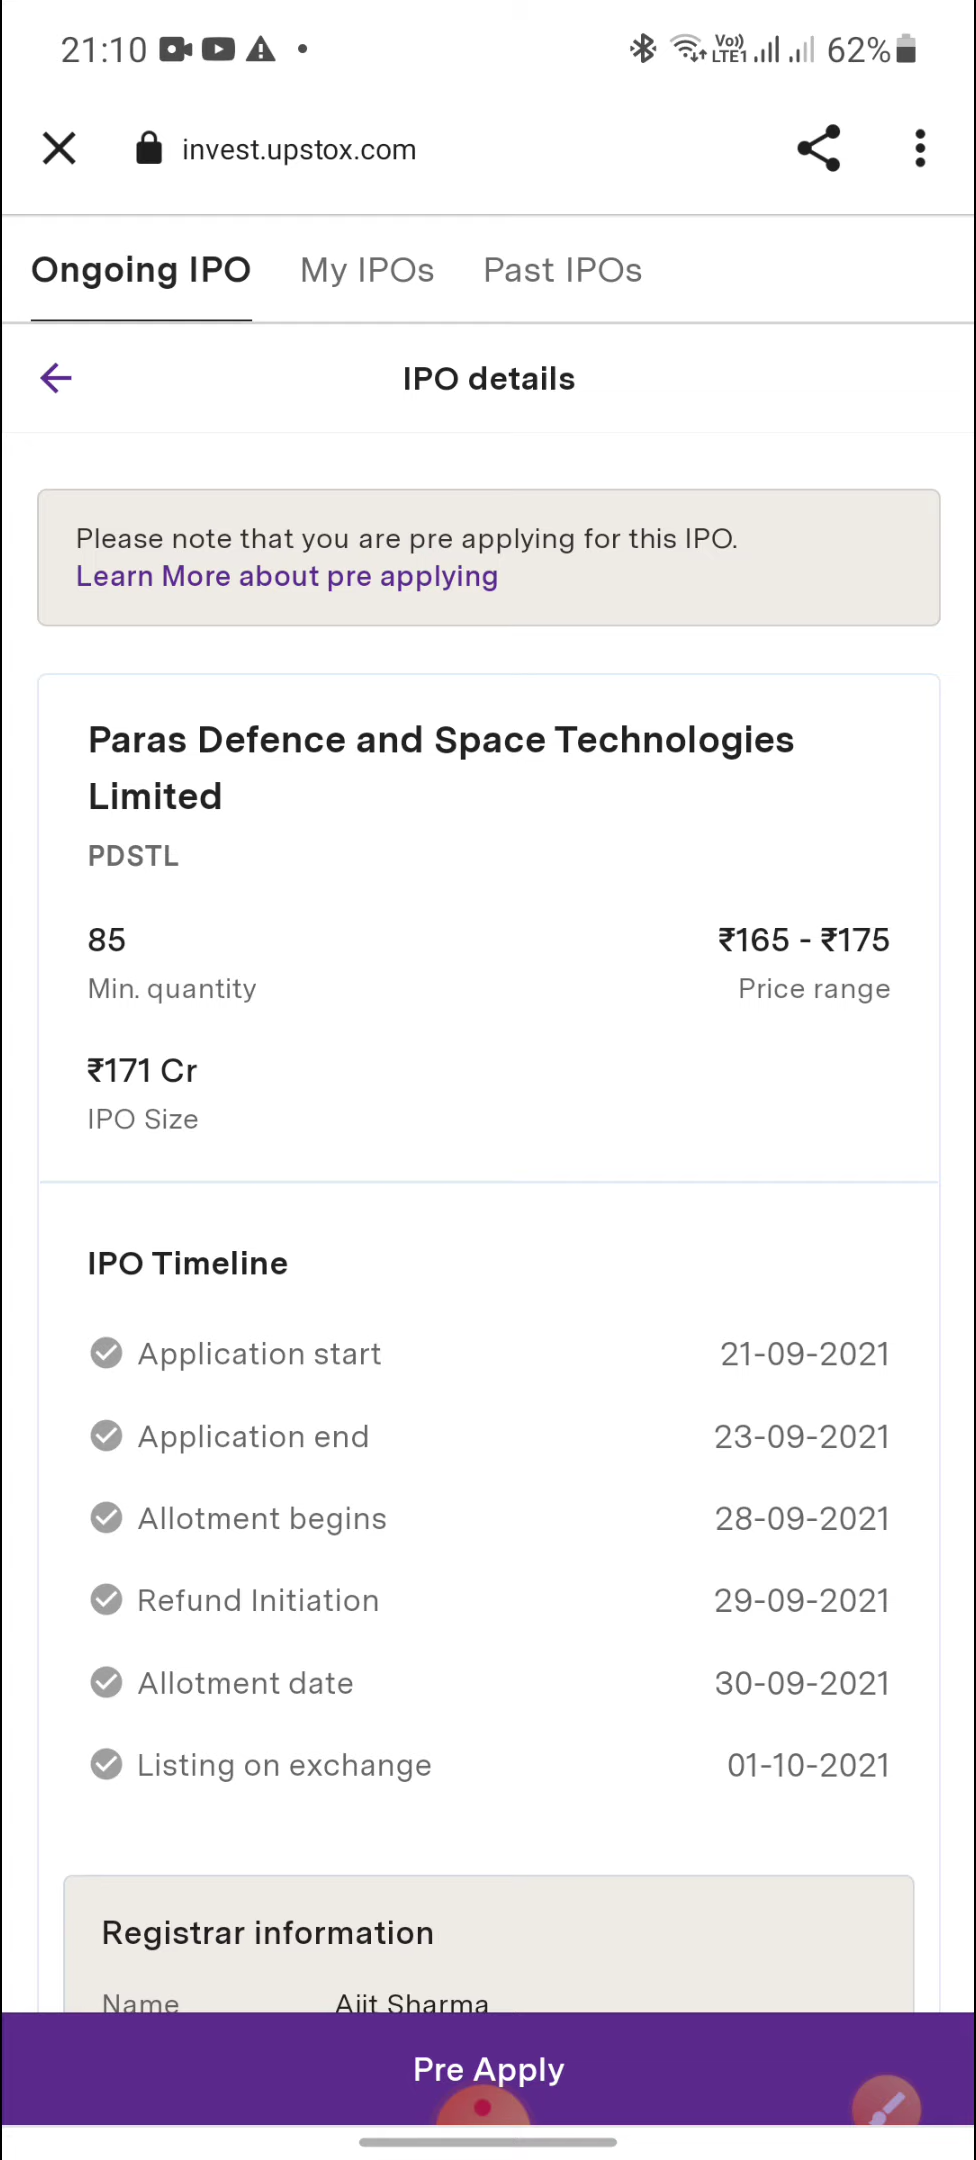 21:10
Vo)) LTE1 62%
invest.upstox.com
Ongoing IPO My IPOs Past IPOs
IPO details
Please note that you are pre applying for this IPO.
Learn More about pre applying
Paras Defence and Space Technologies
Limited
PDSTL
85 ₹165 - ₹175
Min. quantity Price range
₹171 Cr
IPO Size
IPO Timeline
Application start 21-09-2021
Application end 23-09-2021
Allotment begins 28-09-2021
Refund Initiation 29-09-2021
Allotment date 30-09-2021
Listing on exchange 01-10-2021
Registrar information
Name Ajit Sharma
Pre Apply